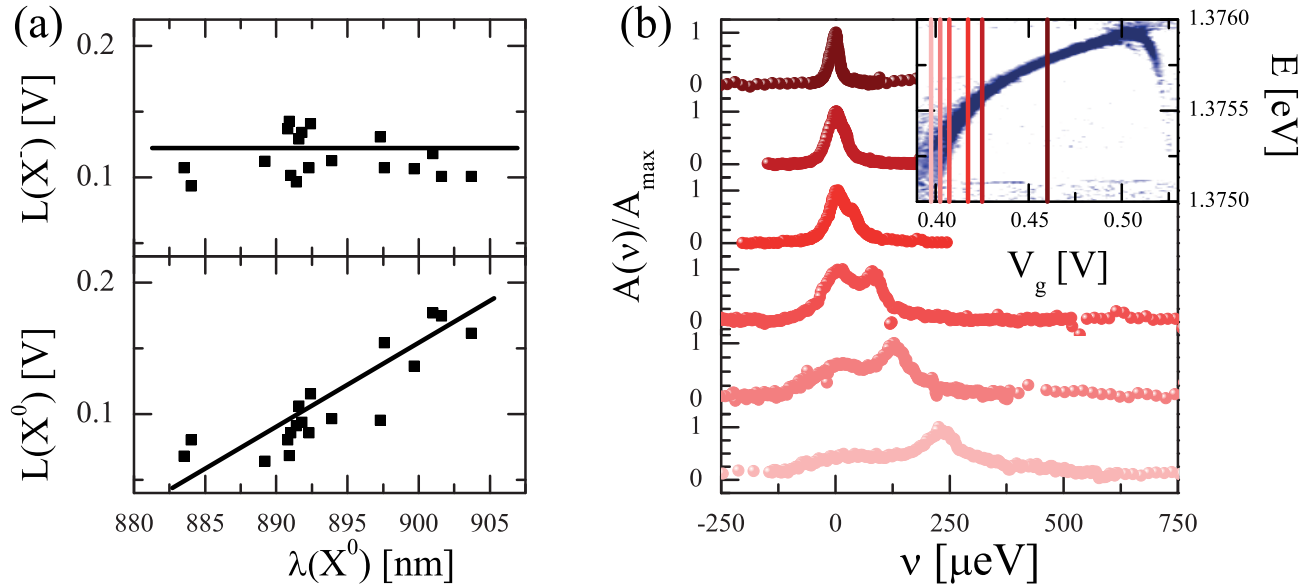 (a)
0.2
0.1
L(X⁻) [V]
0.2
0.1
L(X⁰) [V]
880 885 890 895 900 905
λ(X⁰) [nm]
(b)
1
0
1
0
1
0
1
0
1
0
1
0
A(ν)/A_max
-250 0 250 500 750
ν [µeV]
1.3760
1.3755
1.3750
E [eV]
0.40 0.45 0.50
V_g [V]